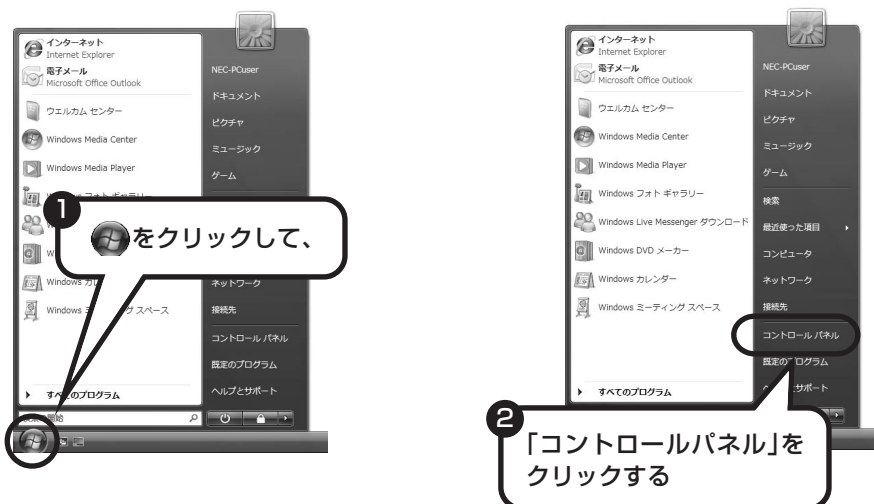 インターネット
Internet Explorer
電子メール
Microsoft Office Outlook
ウェルカム センター
Windows Media Center
Windows Media Player
NEC-PCuser
ドキュメント
ピクチャ
ミュージック
ゲーム
1
をクリックして、
Windows
ネットワーク
接続先
コントロール パネル
既定のプログラム
ヘルプとサポート
すべてのプログラム
インターネット
Internet Explorer
電子メール
Microsoft Office Outlook
ウェルカム センター
Windows Media Center
Windows Media Player
Windows フォト ギャラリー
Windows Live Messenger ダウンロード
Windows DVD メーカー
Windows カレンダー
Windows ミーティング スペース
すべてのプログラム
NEC-PCuser
ドキュメント
ピクチャ
ミュージック
ゲーム
検索
最近使った項目
コンピュータ
ネットワーク
接続先
コントロール パネル
既定のプログラム
2
「コントロールパネル」を
クリックする